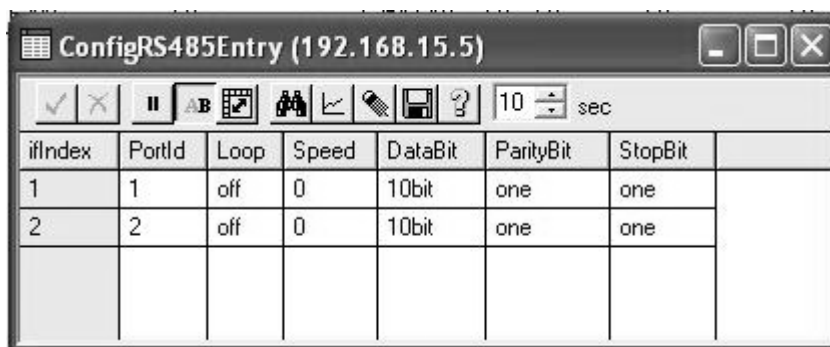 ConfigRS485Entry (192.168.15.5)
AB 10 sec
ifIndex PortId Loop Speed DataBit ParityBit StopBit
1 1 off 0 10bit one one
2 2 off 0 10bit one one